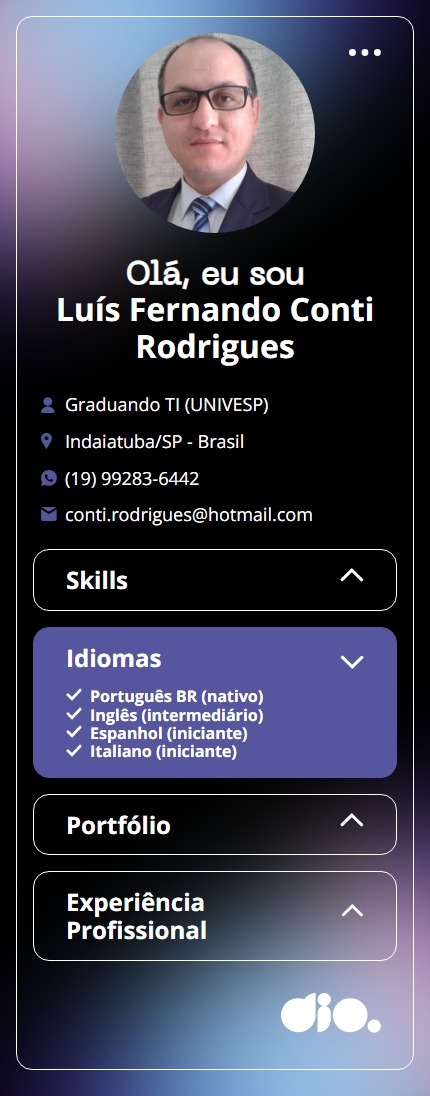 Olá, eu sou
Luís Fernando Conti
Rodrigues
Graduando TI (UNIVESP)
Indaiatuba/SP - Brasil
(19) 99283-6442
conti.rodrigues@hotmail.com
Skills
Idiomas
Português BR (nativo)
Inglês (intermediário)
Espanhol (iniciante)
Italiano (iniciante)
Portfólio
Experiência
Profissional
dio.